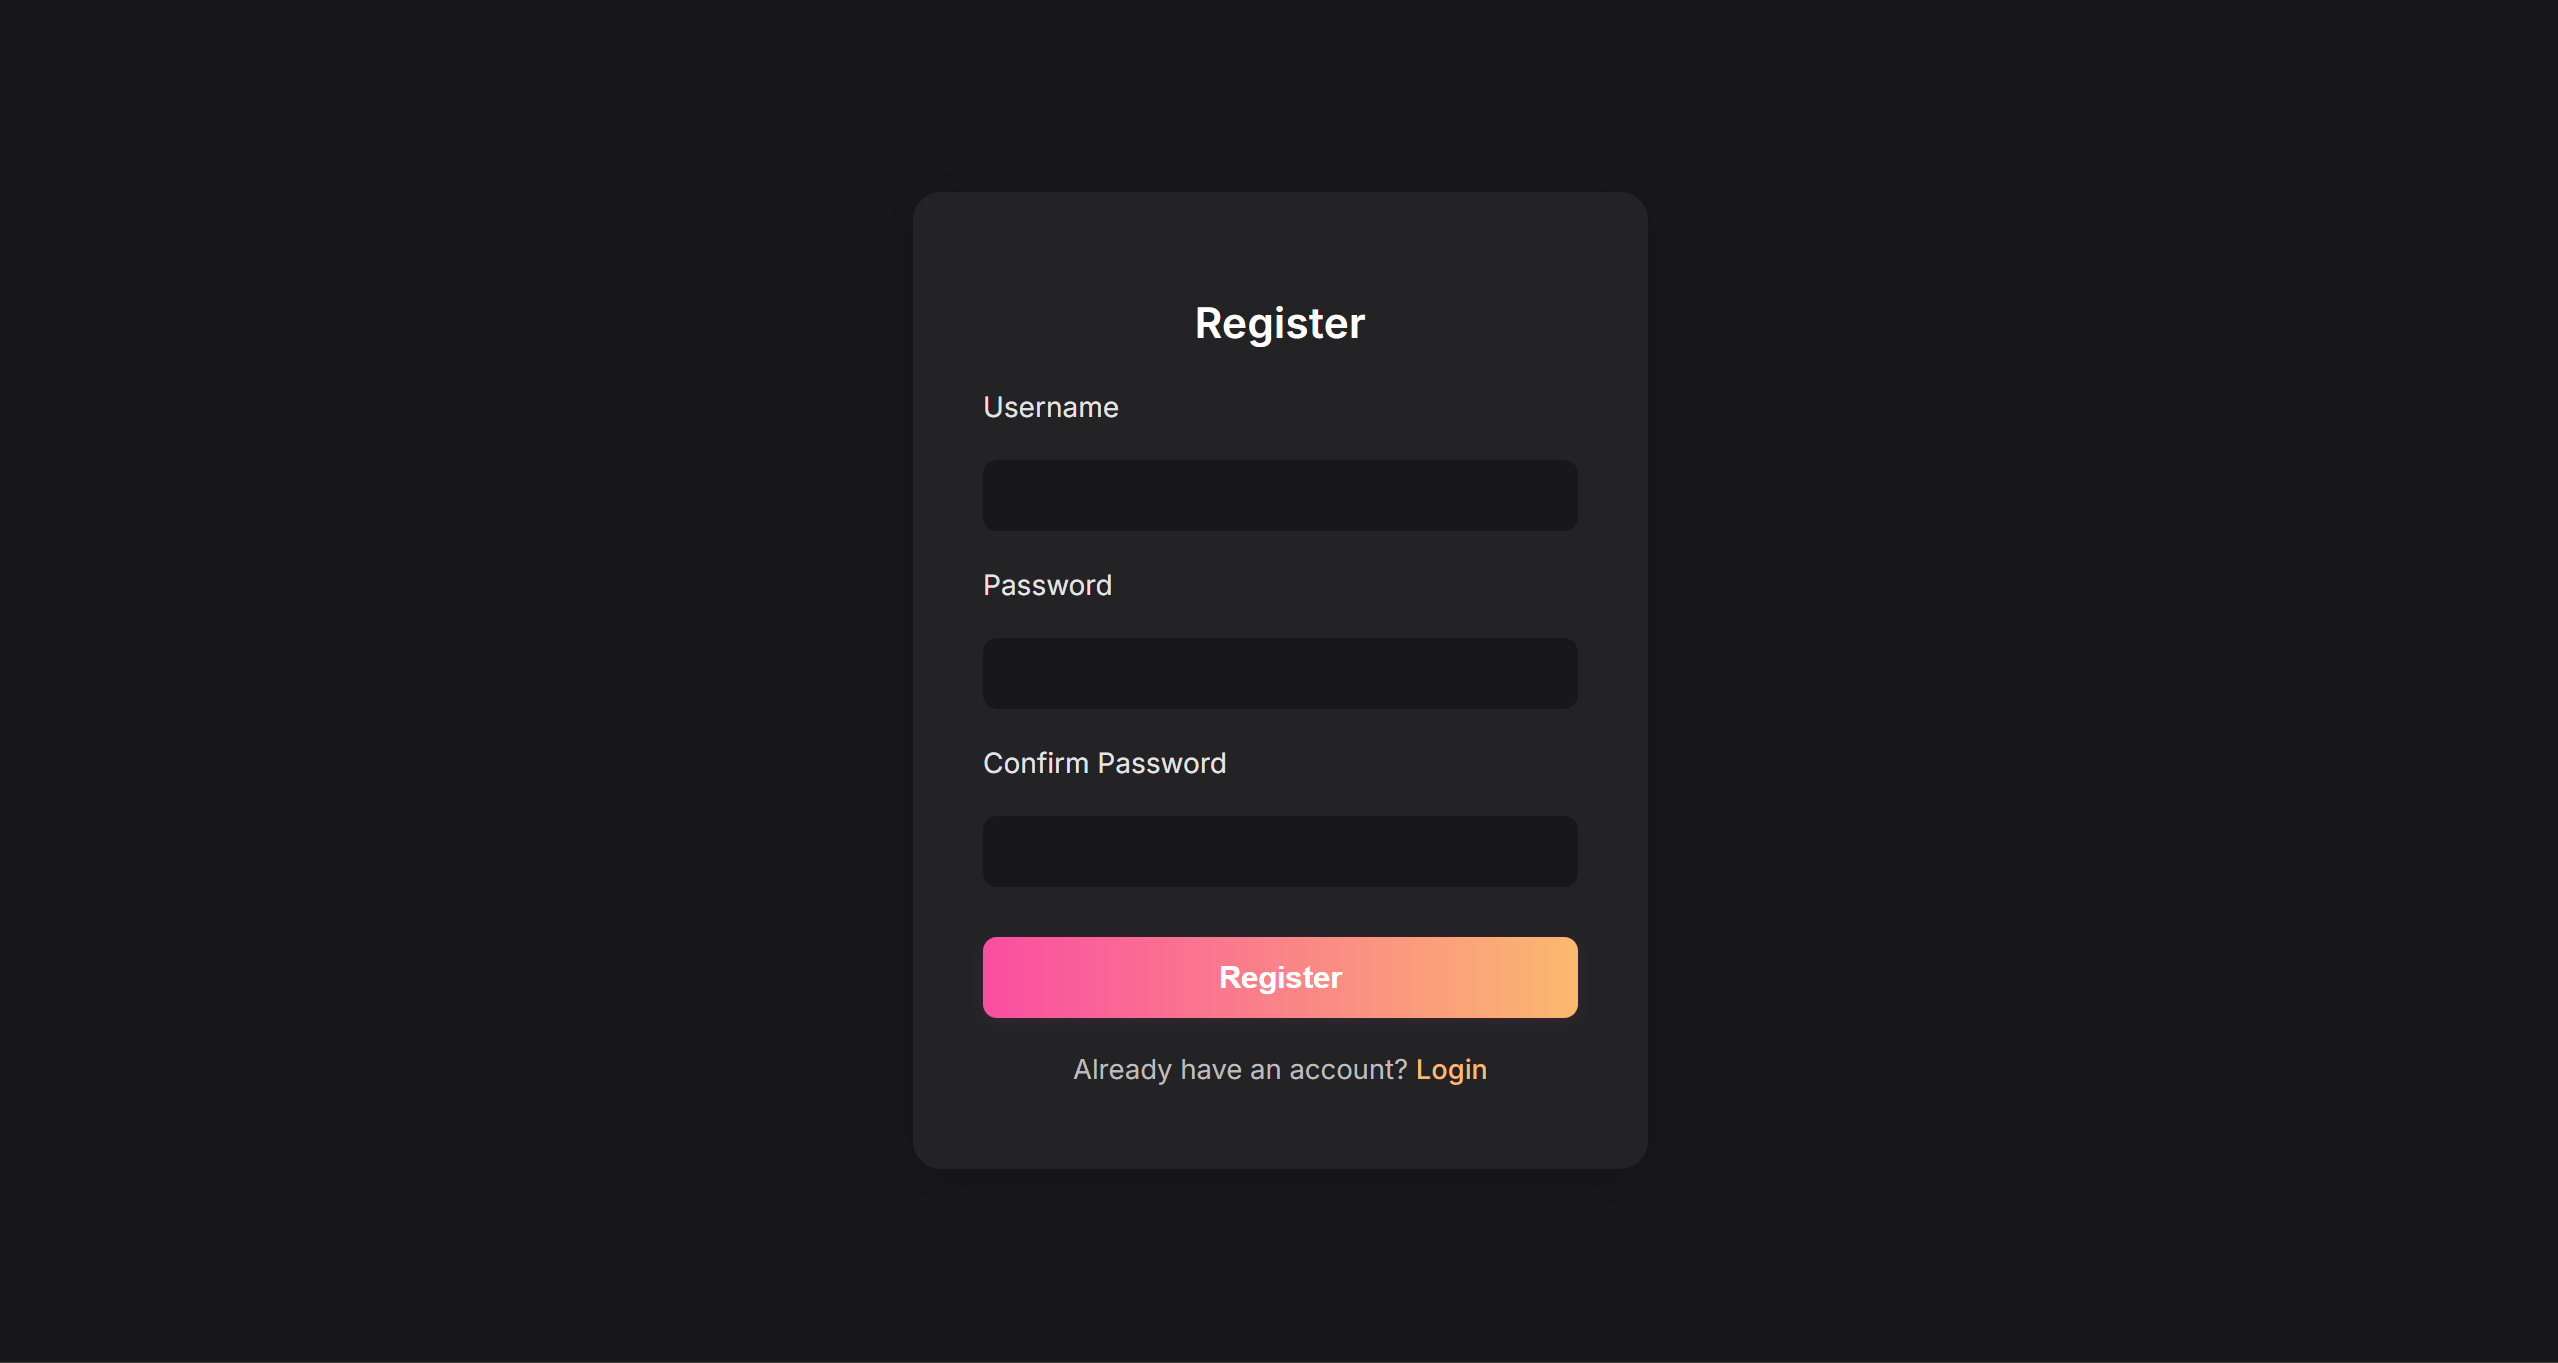 Register
Username
Password
Confirm Password
Register
Already have an account? Login